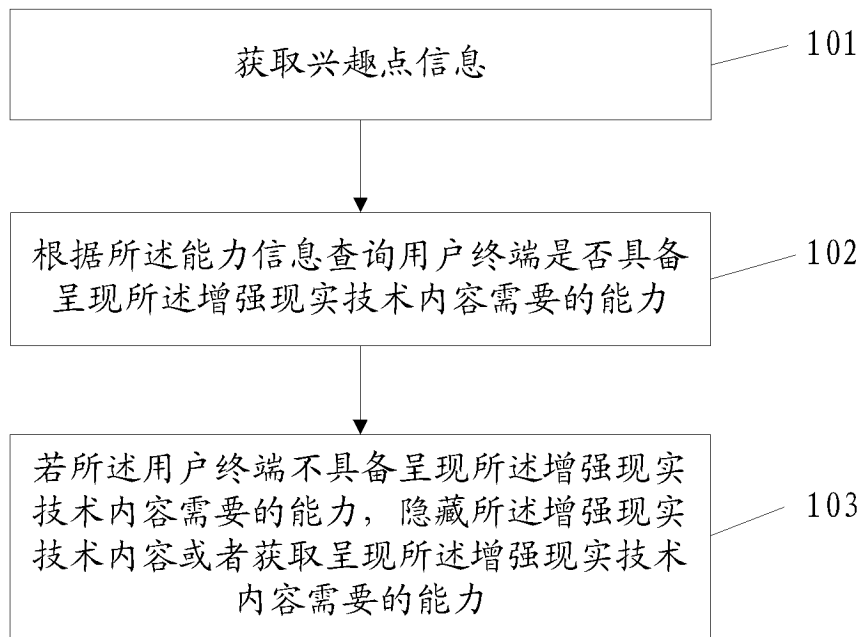 获取兴趣点信息
101
根据所述能力信息查询用户终端是否具备
呈现所述增强现实技术内容需要的能力
102
若所述用户终端不具备呈现所述增强现实
技术内容需要的能力，隐藏所述增强现实
技术内容或者获取呈现所述增强现实技术
内容需要的能力
103